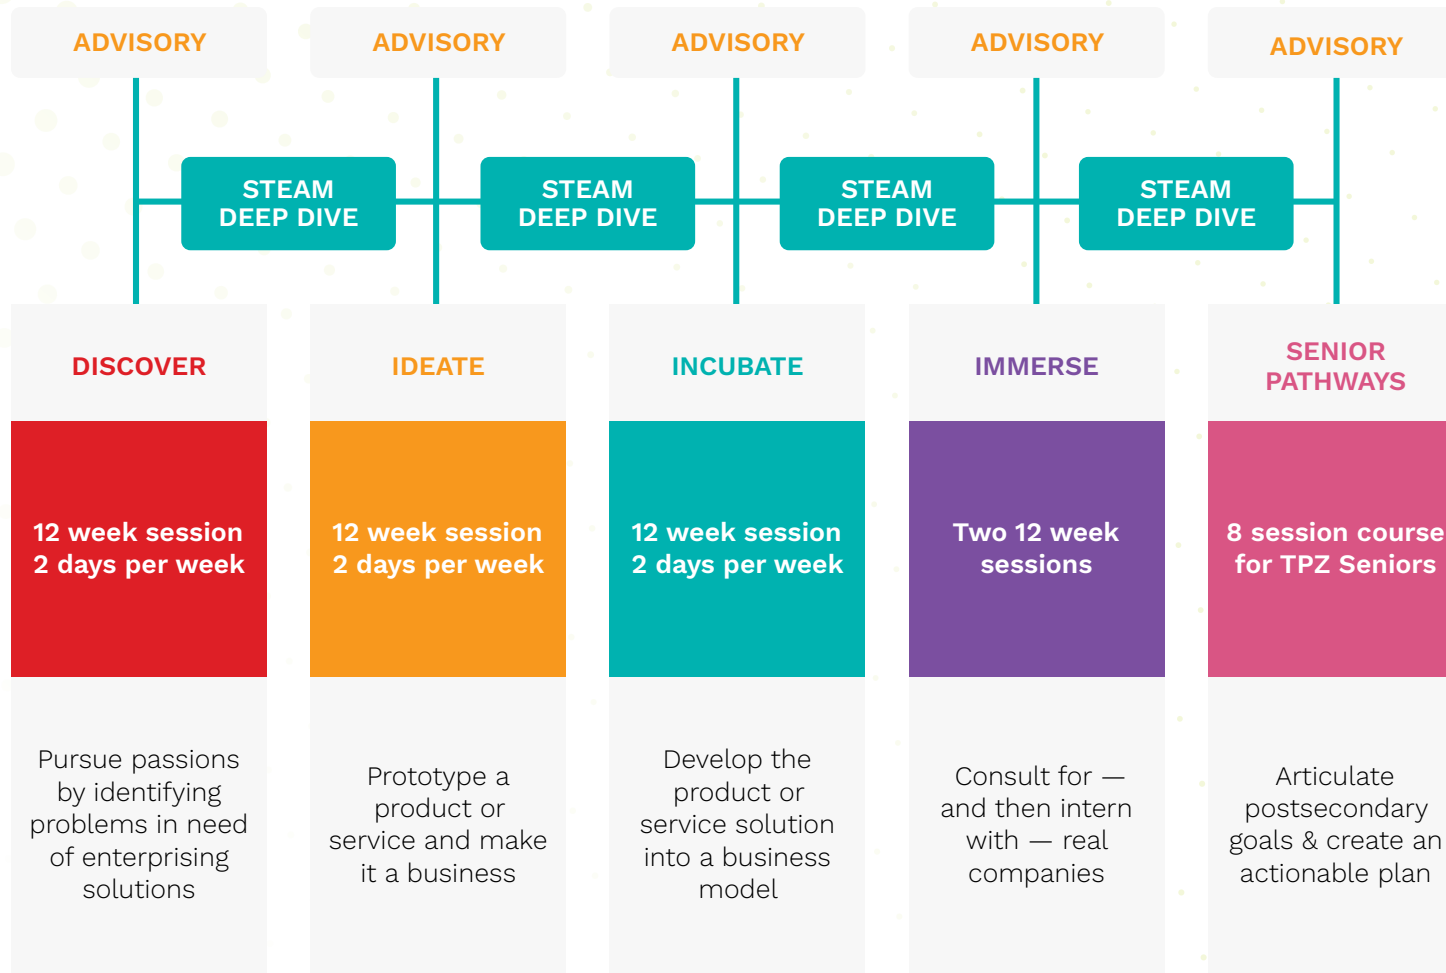 ADVISORY
ADVISORY
ADVISORY
ADVISORY
ADVISORY
STEAM
DEEP DIVE
STEAM
DEEP DIVE
STEAM
DEEP DIVE
STEAM
DEEP DIVE
DISCOVER
12 week session
2 days per week
Pursue passions
by identifying
problems in need
of enterprising
solutions
IDEATE
12 week session
2 days per week
Prototype a
product or
service and make
it a business
INCUBATE
12 week session
2 days per week
Develop the
product or
service solution
into a business
model
IMMERSE
Two 12 week
sessions
Consult for —
and then intern
with — real
companies
SENIOR
PATHWAYS
8 session course
for TPZ Seniors
Articulate
postsecondary
goals & create an
actionable plan